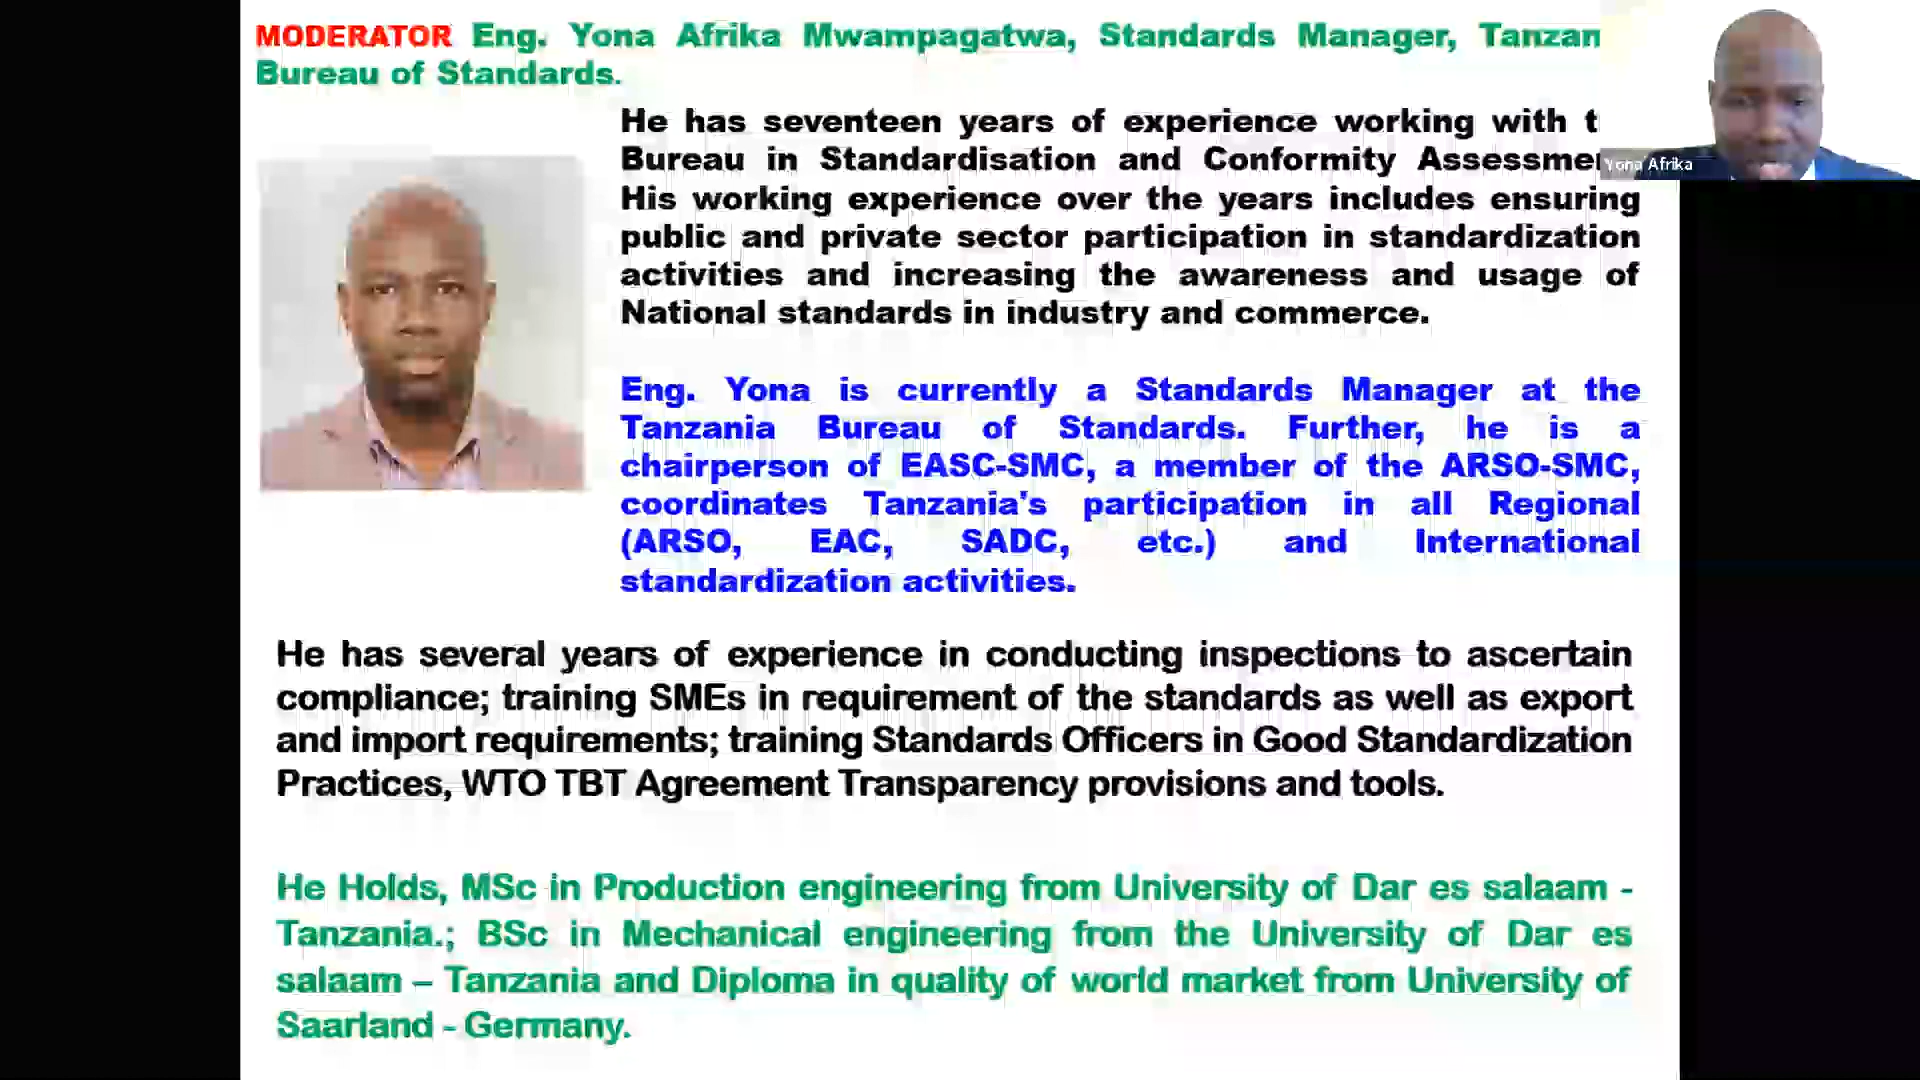 MODERATOR Eng. Yona Afrika Mwampagatwa, Standards Manager, Tanzan
Bureau of Standards.
He has seventeen years of experience working with t
Bureau in Standardisation and Conformity Assessme
His working experience over the years includes ensuring
public and private sector participation in standardization
activities and increasing the awareness and usage of
National standards in industry and commerce.
Yona Afrika
Eng. Yona is currently a Standards Manager at the
Tanzania Bureau of Standards. Further, he is a
chairperson of EASC-SMC, a member of the ARSO-SMC,
coordinates Tanzania's participation in all Regional
(ARSO, EAC, SADC, etc.) and International
standardization activities.
He has several years of experience in conducting inspections to ascertain
compliance; training SMEs in requirement of the standards as well as export
and import requirements; training Standards Officers in Good Standardization
Practices, WTO TBT Agreement Transparency provisions and tools.
He Holds, MSc in Production engineering from University of Dar es salaam -
Tanzania.; BSc in Mechanical engineering from the University of Dar es
salaam – Tanzania and Diploma in quality of world market from University of
Saarland - Germany.